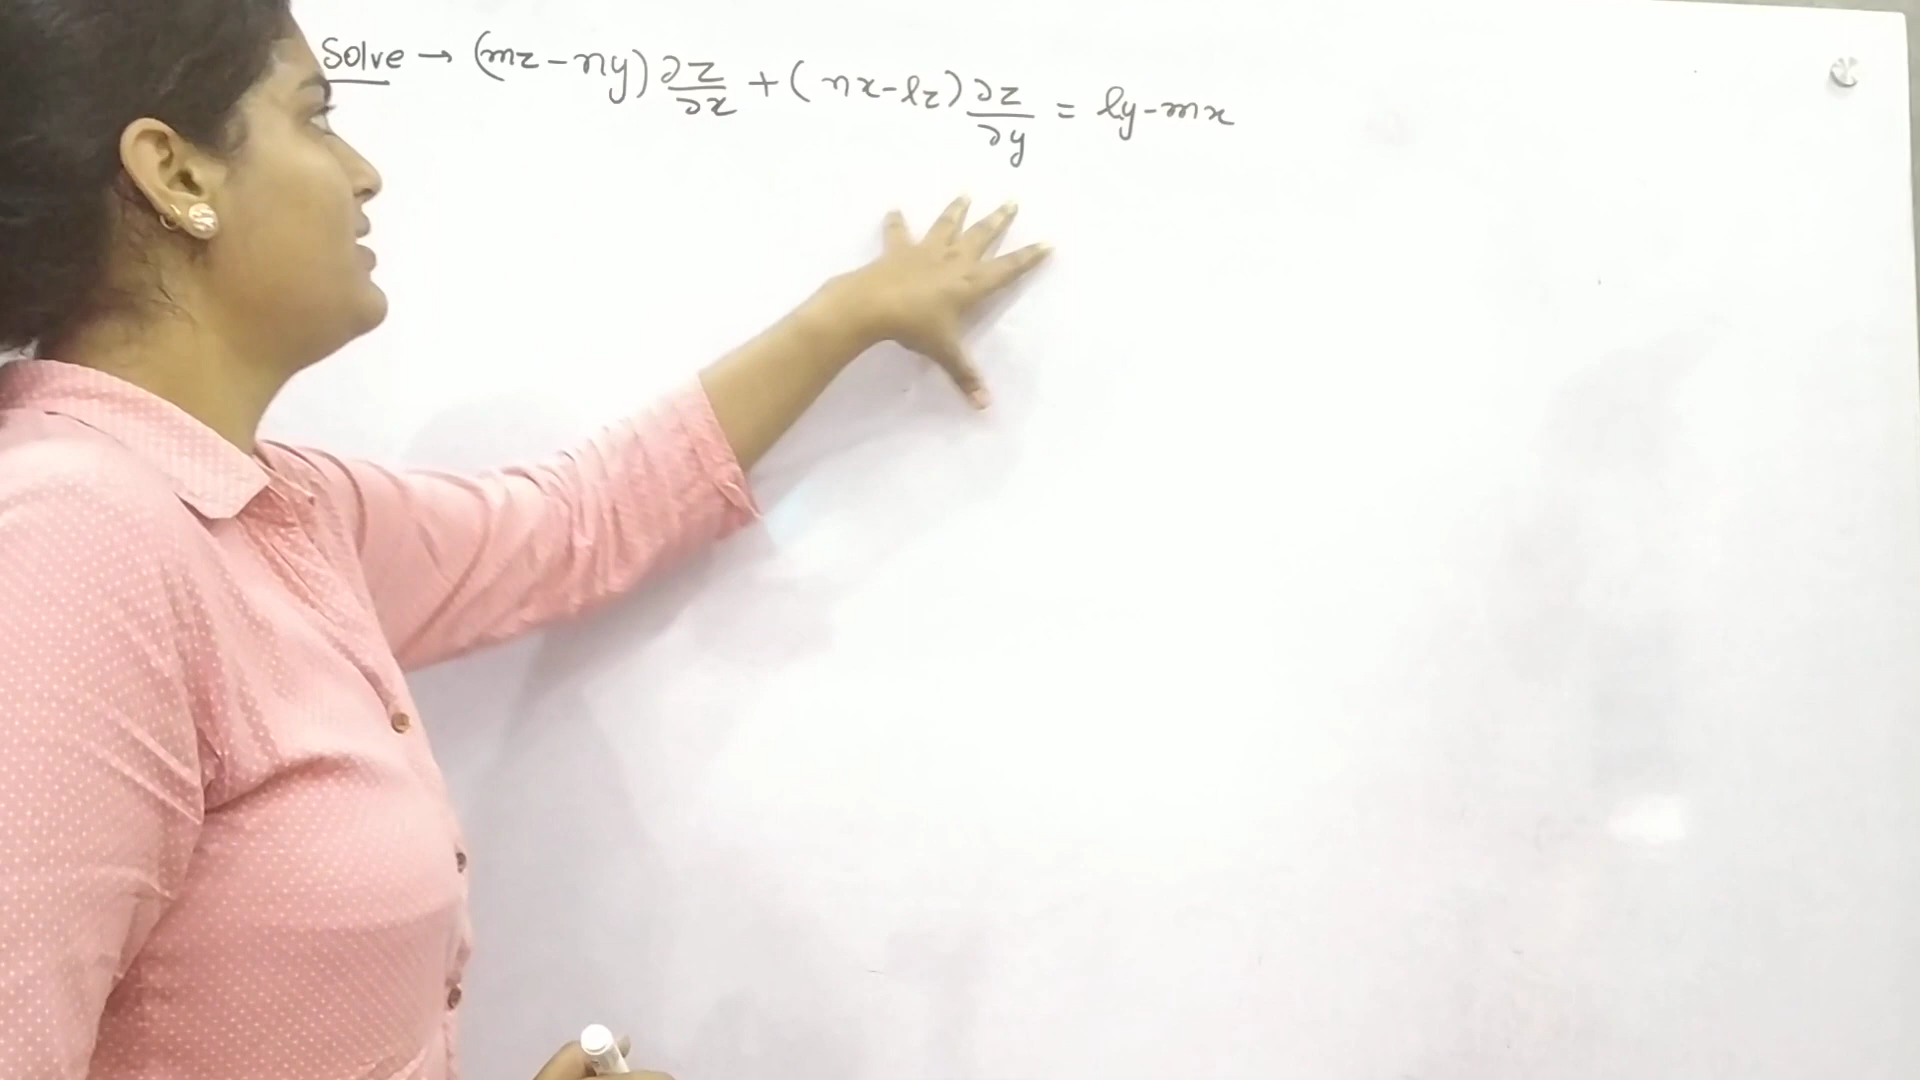 Solve → (mz-ny)∂z/∂x + (nx-lz)∂z/∂y = ly-mx